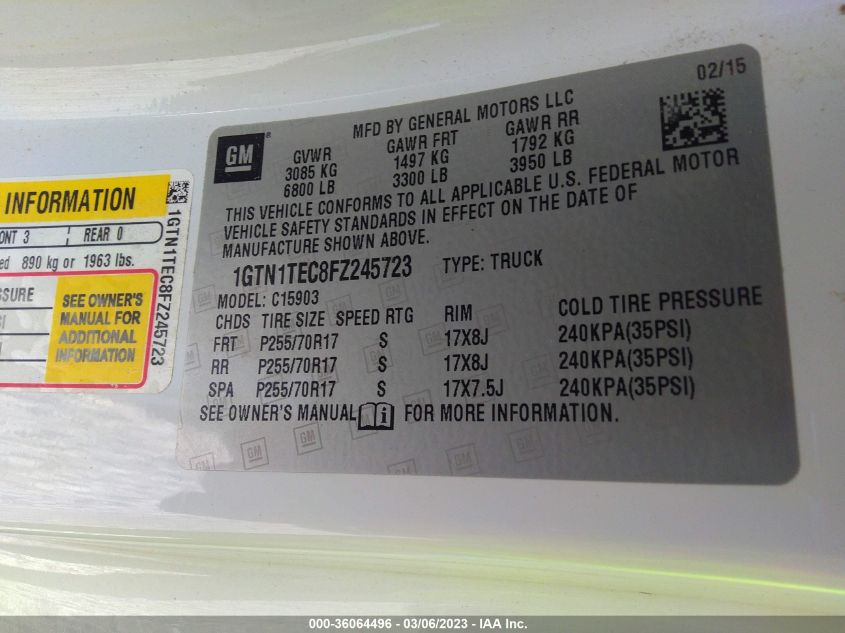 INFORMATION
ONT 3 REAR 0
ed 890 kg or 1963 lbs.
SSURE
SI
SI
SEE OWNER'S
MANUAL FOR
ADDITIONAL
INFORMATION
1GTN1TEC8FZ245723
02/15
GM
MFD BY GENERAL MOTORS LLC
GVWR GAWR FRT GAWR RR
3085 KG 1497 KG 1792 KG
6800 LB 3300 LB 3950 LB
THIS VEHICLE CONFORMS TO ALL APPLICABLE U.S. FEDERAL MOTOR
VEHICLE SAFETY STANDARDS IN EFFECT ON THE DATE OF
MANUFACTURE SHOWN ABOVE.
1GTN1TEC8FZ245723 TYPE: TRUCK
MODEL: C15903
CHDS TIRE SIZE SPEED RTG RIM COLD TIRE PRESSURE
FRT P255/70R17 S 17X8J 240KPA(35PSI)
RR P255/70R17 S 17X8J 240KPA(35PSI)
SPA P255/70R17 S 17X7.5J 240KPA(35PSI)
SEE OWNER'S MANUAL FOR MORE INFORMATION.
000-36064496 - 03/06/2023 - IAA Inc.